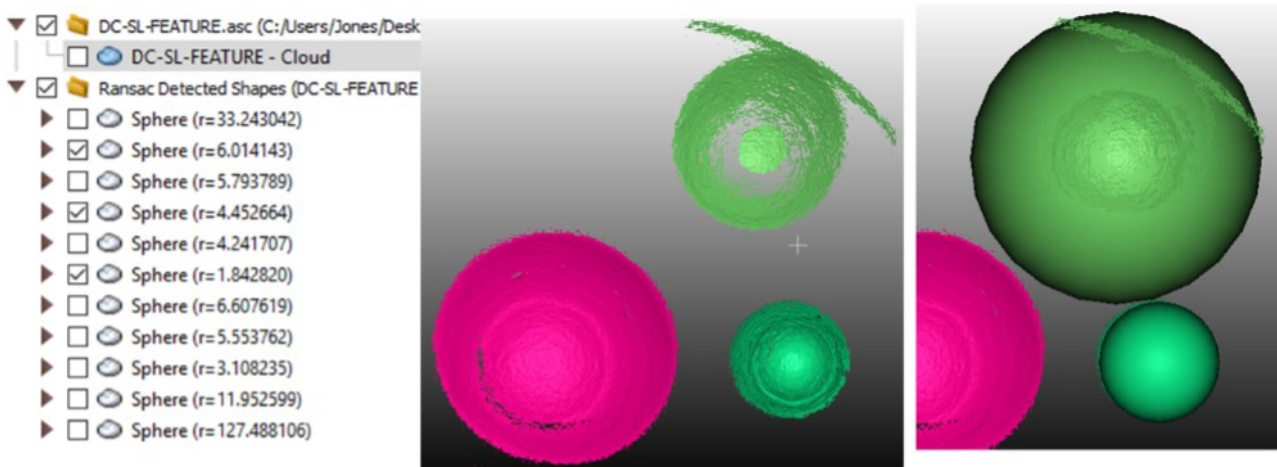 DC-SL-FEATURE.asc (C:/Users/Jones/Desk
DC-SL-FEATURE - Cloud
Ransac Detected Shapes (DC-SL-FEATURE
Sphere (r=33.243042)
Sphere (r=6.014143)
Sphere (r=5.793789)
Sphere (r=4.452664)
Sphere (r=4.241707)
Sphere (r=1.842820)
Sphere (r=6.607619)
Sphere (r=5.553762)
Sphere (r=3.108235)
Sphere (r=11.952599)
Sphere (r=127.488106)